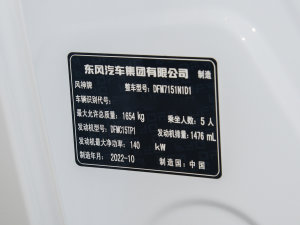 东风汽车集团有限公司 制造
风神牌 整车型号: DFM7151N1D1
车辆识别代号:
最大允许总质量: 1654 kg 乘坐人数: 5 人
发动机型号: DFMC15TP1 发动机排量: 1476 mL
发动机最大净功率: 140 kW
制造年月: 2022-10 制造国: 中国